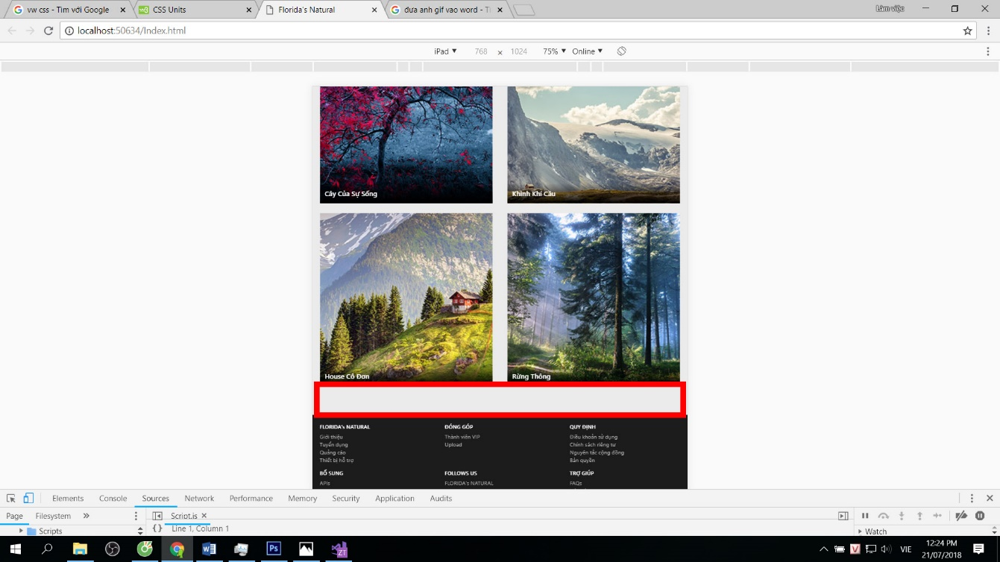 vw css - Tìm với Google
CSS Units
Florida's Natural
đưa anh gif vao word - Tì
Làm việc
localhost:50634/Index.html
iPad ▼ 768 × 1024 75% ▼ Online ▼
Cây Của Sự Sống
Khinh Khí Cầu
House Cô Đơn
Rừng Thông
FLORIDA's NATURAL
Giới thiệu
Tuyển dụng
Quảng cáo
Thiết bị hỗ trợ
ĐÓNG GÓP
Thành viên VIP
Upload
QUY ĐỊNH
Điều khoản sử dụng
Chính sách riêng tư
Nguyên tắc cộng đồng
Bản quyền
BỔ SUNG
APIs
FOLLOWS US
FLORIDA's NATURAL
TRỢ GIÚP
FAQs
Elements Console Sources Network Performance Memory Security Application Audits
Page Filesystem » Script.js ×
Scripts
{} Line 1, Column 1
Watch
VIE
12:24 PM
21/07/2018